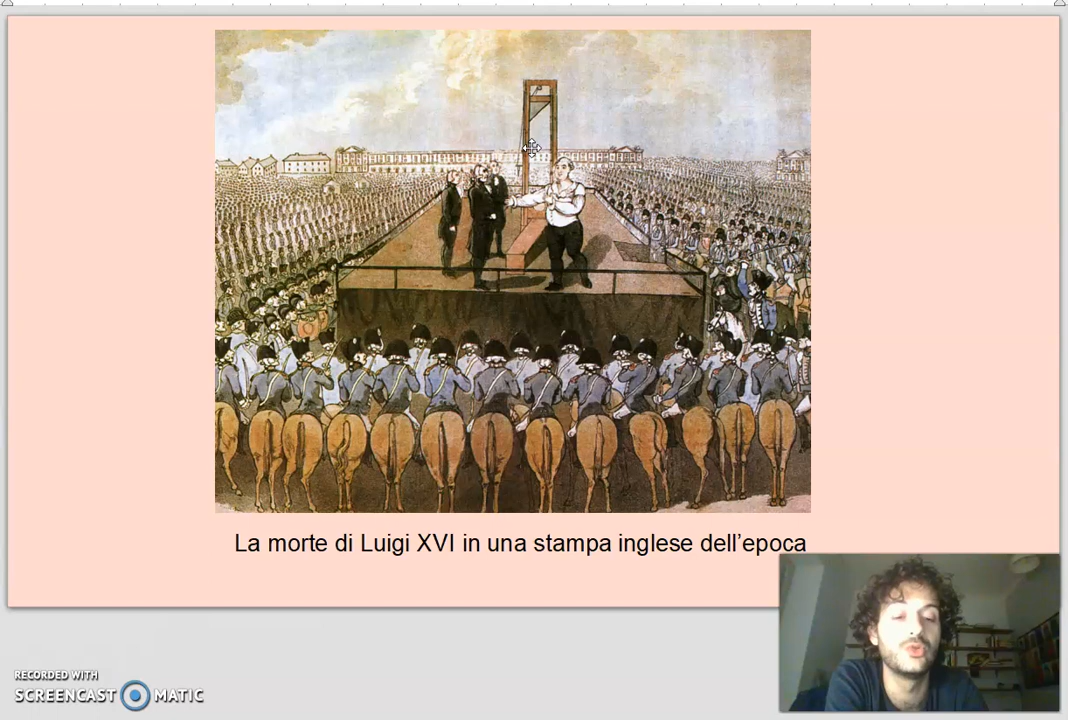 La morte di Luigi XVI in una stampa inglese dell’epoca
RECORDED WITH
SCREENCAST MATIC